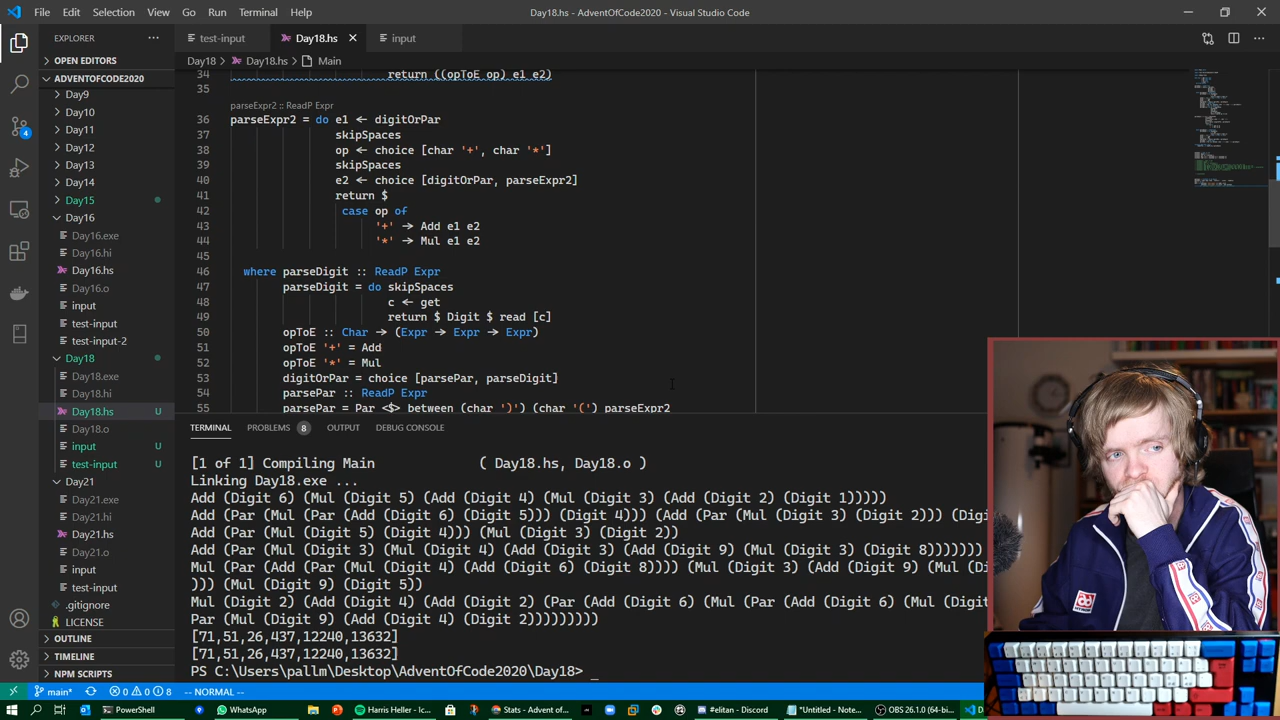 File Edit Selection View Go Run Terminal Help
Day18.hs - AdventOfCode2020 - Visual Studio Code
EXPLORER
test-input
Day18.hs
input
OPEN EDITORS
Day18 > Day18.hs > Main
ADVENTOFCODE2020
Day9
Day10
Day11
Day12
Day13
Day14
Day15
Day16
Day16.exe
Day16.hi
Day16.hs
Day16.o
input
test-input
test-input-2
Day18
Day18.exe
Day18.hi
Day18.hs U
Day18.o
input U
test-input U
Day21
Day21.exe
Day21.hi
Day21.hs
Day21.o
input
test-input
.gitignore
LICENSE
OUTLINE
TIMELINE
NPM SCRIPTS
4
34 return ((opToE op) e1 e2)
35
parseExpr2 :: ReadP Expr
36 parseExpr2 = do e1 ← digitOrPar
37 skipSpaces
38 op ← choice [char '+', char '*']
39 skipSpaces
40 e2 ← choice [digitOrPar, parseExpr2]
41 return $
42 case op of
43 '+' → Add e1 e2
44 '*' → Mul e1 e2
45
46 where parseDigit :: ReadP Expr
47 parseDigit = do skipSpaces
48 c ← get
49 return $ Digit $ read [c]
50 opToE :: Char → (Expr → Expr → Expr)
51 opToE '+' = Add
52 opToE '*' = Mul
53 digitOrPar = choice [parsePar, parseDigit]
54 parsePar :: ReadP Expr
55 parsePar = Par <$> between (char ')') (char '(') parseExpr2
TERMINAL PROBLEMS 8 OUTPUT DEBUG CONSOLE
[1 of 1] Compiling Main ( Day18.hs, Day18.o )
Linking Day18.exe ...
Add (Digit 6) (Mul (Digit 5) (Add (Digit 4) (Mul (Digit 3) (Add (Digit 2) (Digit 1)))))
Add (Par (Mul (Par (Add (Digit 6) (Digit 5))) (Digit 4))) (Add (Par (Mul (Digit 3) (Digit 2))) (Digi
Add (Par (Mul (Digit 5) (Digit 4))) (Mul (Digit 3) (Digit 2))
Add (Par (Mul (Digit 3) (Mul (Digit 4) (Add (Digit 3) (Add (Digit 9) (Mul (Digit 3) (Digit 8)))))))
Mul (Par (Add (Par (Mul (Digit 4) (Add (Digit 6) (Digit 8)))) (Mul (Digit 3) (Add (Digit 9) (Mul (Di
))) (Mul (Digit 9) (Digit 5))
Mul (Digit 2) (Add (Digit 4) (Add (Digit 2) (Par (Add (Digit 6) (Mul (Par (Add (Digit 6) (Mul (Digit
Par (Mul (Digit 9) (Add (Digit 4) (Digit 2)))))))))
[71,51,26,437,12240,13632]
[71,51,26,437,12240,13632]
PS C:\Users\pallm\Desktop\AdventOfCode2020\Day18> _
main* 0 0 8 -- NORMAL --
PowerShell
WhatsApp
Harris Heller - Ic...
Stats - Advent o...
#elitan - Discord
*Untitled - Note...
OBS 26.1.0 (64-bi...